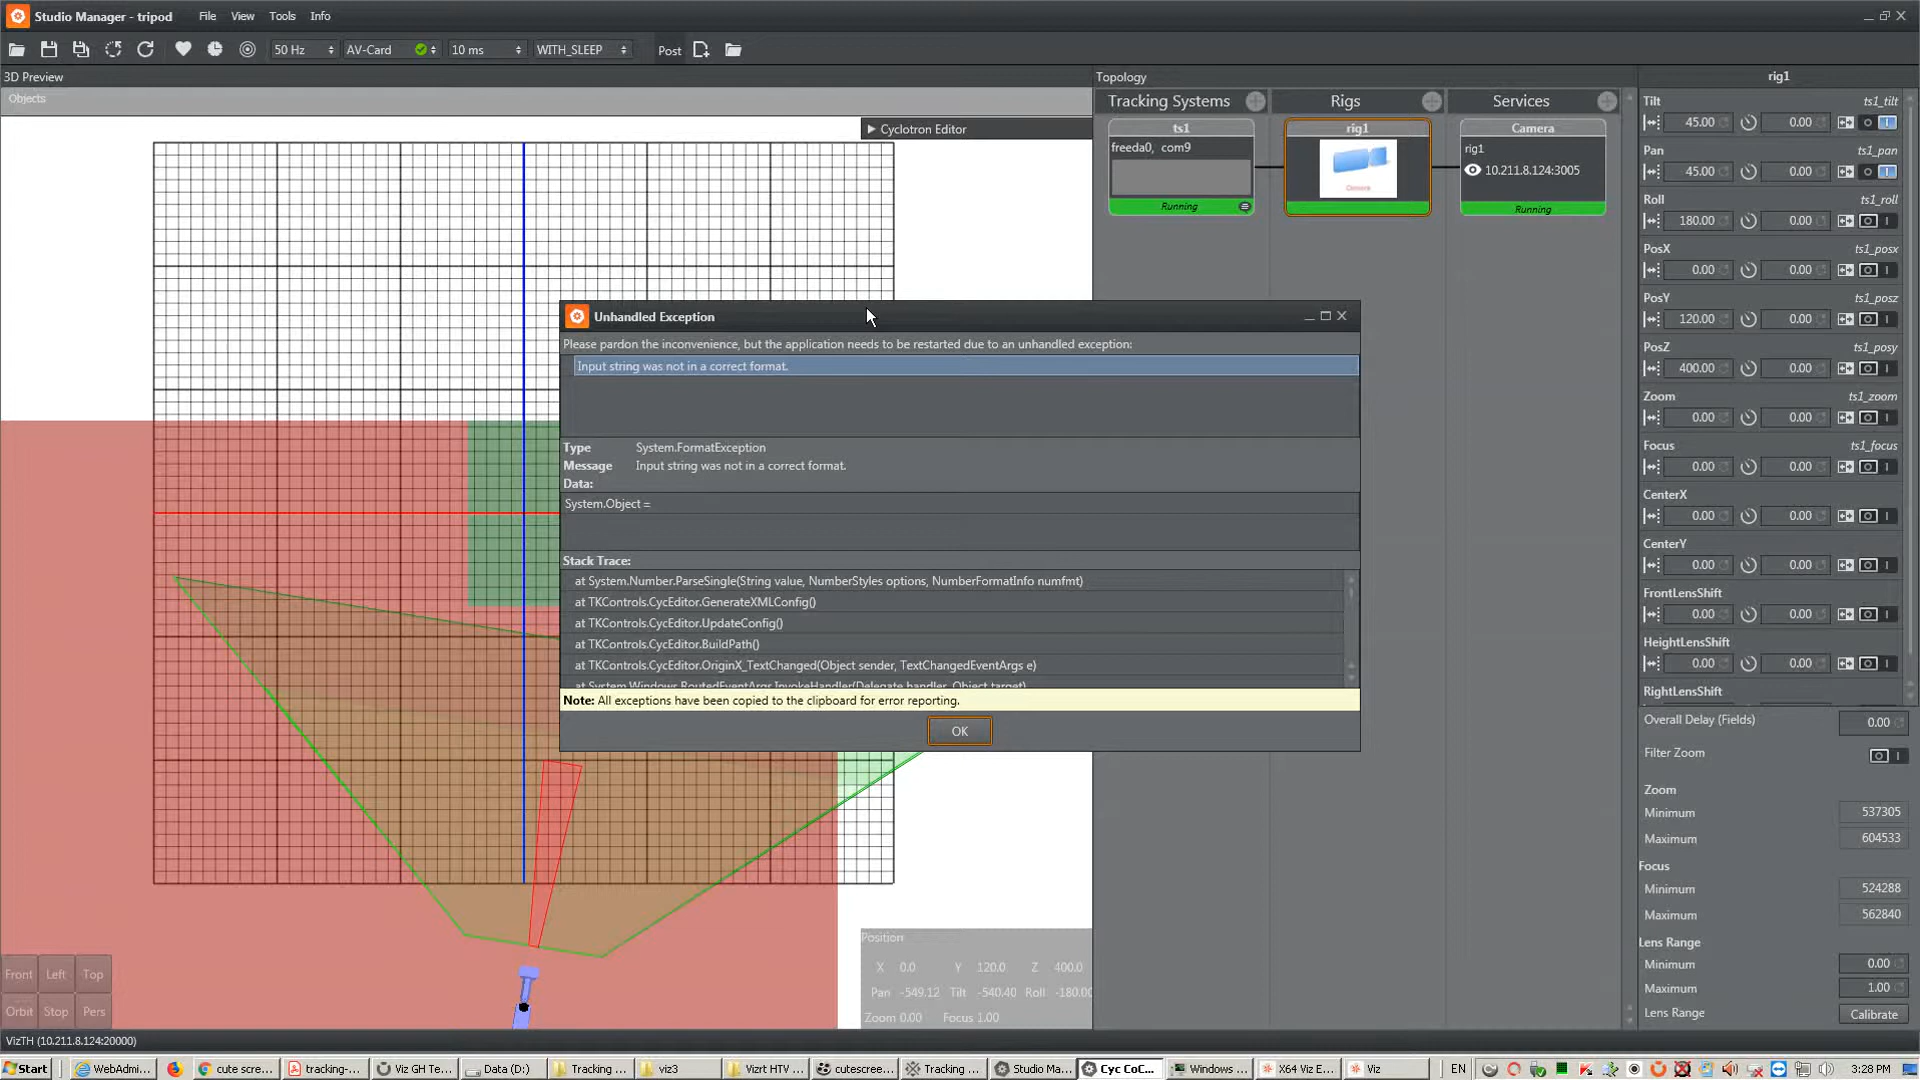 Studio Manager - tripod File View Tools Info
50 Hz AV-Card 10 ms WITH_SLEEP Post
3D Preview
Objects
Cyclotron Editor
Topology
Tracking Systems Rigs Services
ts1
freeda0, com9
Running
rig1
Camera
rig1
10.211.8.124:3005
Running
Unhandled Exception
Please pardon the inconvenience, but the application needs to be restarted due to an unhandled exception:
Input string was not in a correct format.
Type System.FormatException
Message Input string was not in a correct format.
Data:
System.Object =
Stack Trace:
at System.Number.ParseSingle(String value, NumberStyles options, NumberFormatInfo numfmt)
at TKControls.CycEditor.GenerateXMLConfig()
at TKControls.CycEditor.UpdateConfig()
at TKControls.CycEditor.BuildPath()
at TKControls.CycEditor.OriginX_TextChanged(Object sender, TextChangedEventArgs e)
at System.Windows.RoutedEventArgs.InvokeHandler(Delegate handler, Object target)
Note: All exceptions have been copied to the clipboard for error reporting.
OK
rig1
Tilt ts1_tilt
45.00 0.00
Pan ts1_pan
45.00 0.00
Roll ts1_roll
180.00 0.00
PosX ts1_posx
0.00 0.00
PosY ts1_posz
120.00 0.00
PosZ ts1_posy
400.00 0.00
Zoom ts1_zoom
0.00 0.00
Focus ts1_focus
0.00 0.00
CenterX
0.00 0.00
CenterY
0.00 0.00
FrontLensShift
0.00 0.00
HeightLensShift
0.00 0.00
RightLensShift
Overall Delay (Fields) 0.00
Filter Zoom
Zoom
Minimum 537305
Maximum 604533
Focus
Minimum 524288
Maximum 562840
Lens Range
Minimum 0.00
Maximum 1.00
Lens Range Calibrate
Position
X 0.0 Y 120.0 Z 400.0
Pan -549.12 Tilt -540.40 Roll -180.00
Zoom 0.00 Focus 1.00
Front Left Top
Orbit Stop Pers
VizTH (10.211.8.124:20000)
Start WebAdmi... cute scre... tracking-... Viz GH Te... Data (D:) Tracking ... viz3 Vizrt HTV ... cutescree... Tracking ... Studio Ma... Cyc CoC... Windows ... X64 Viz E... Viz EN 3:28 PM